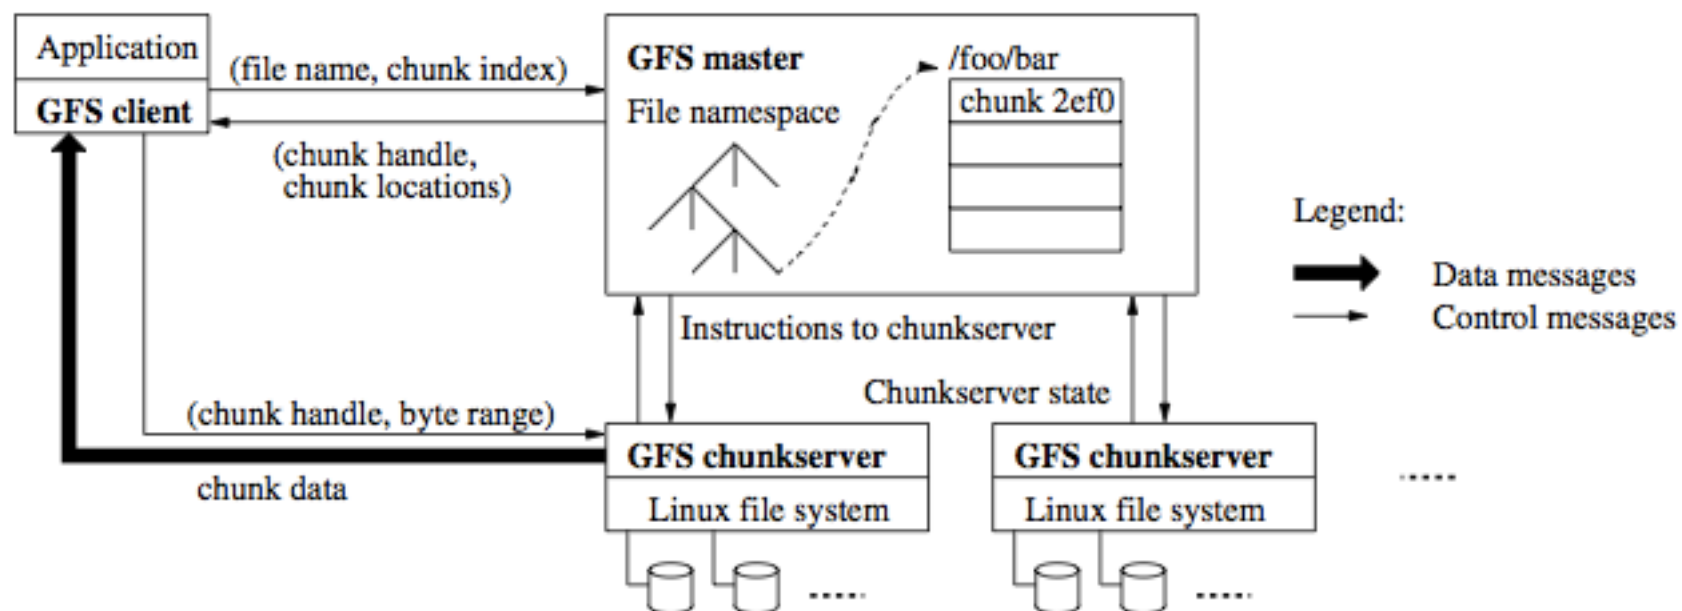 Application
GFS client
(file name, chunk index)
(chunk handle,
chunk locations)
GFS master
File namespace
/foo/bar
chunk 2ef0
Legend:
Data messages
Control messages
Instructions to chunkserver
Chunkserver state
(chunk handle, byte range)
chunk data
GFS chunkserver
Linux file system
GFS chunkserver
Linux file system